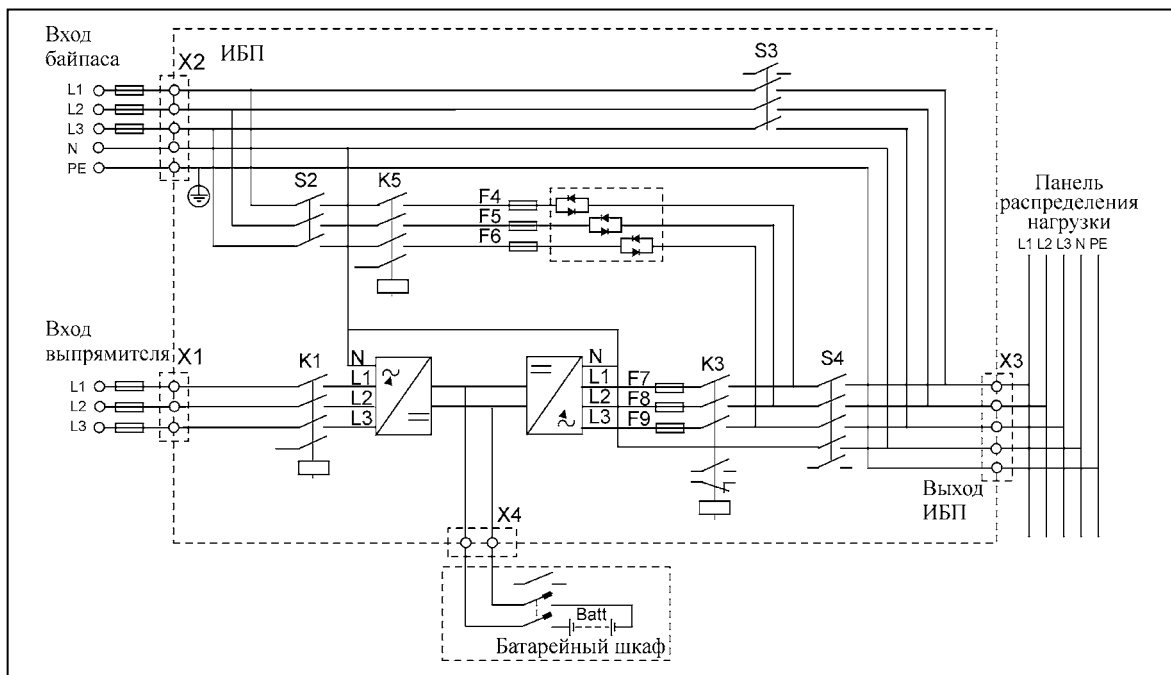 Вход
байпаса
X2
ИБП
S3
L1
L2
L3
N
PE
S2
K5
F4
F5
F6
Панель
распределения
нагрузки
L1 L2 L3 N PE
Вход
выпрямителя
X1
K1
N
L1
L2
L3
N
L1
L2
L3
F7
F8
F9
K3
S4
X3
L1
L2
L3
Выход
ИБП
X4
Batt
Батарейный шкаф